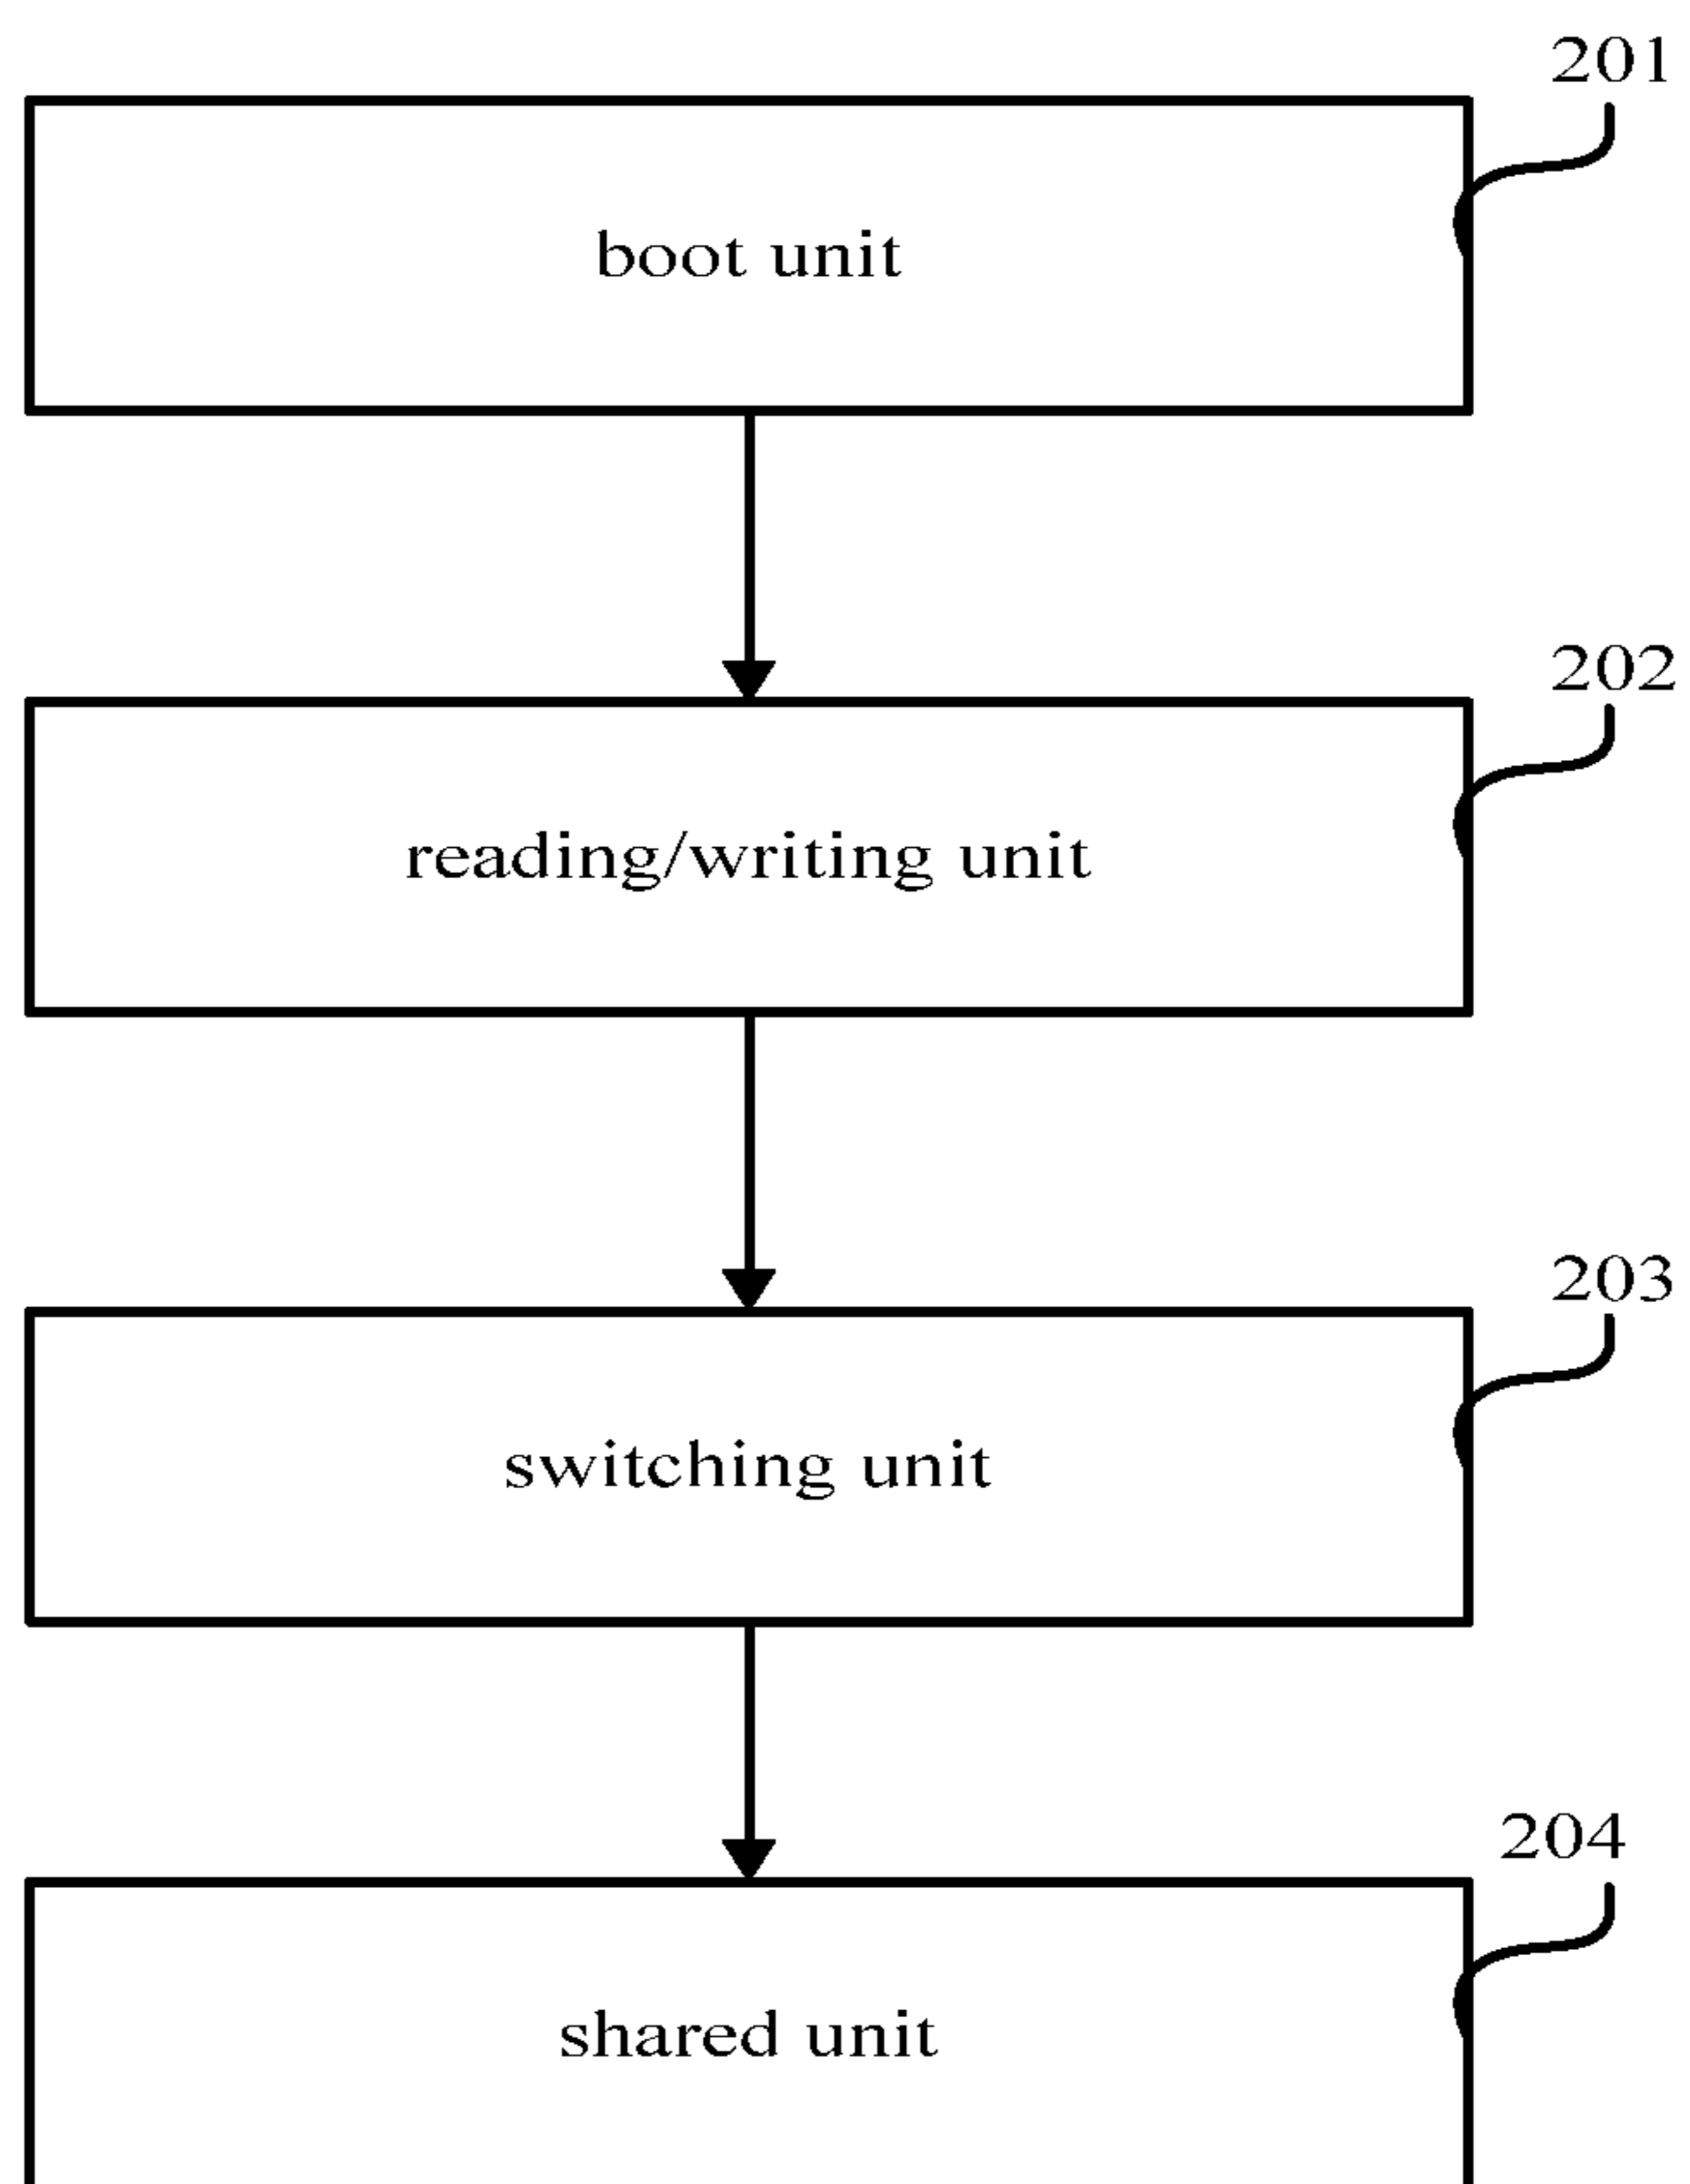 201
boot unit
202
reading/writing unit
203
switching unit
204
shared unit